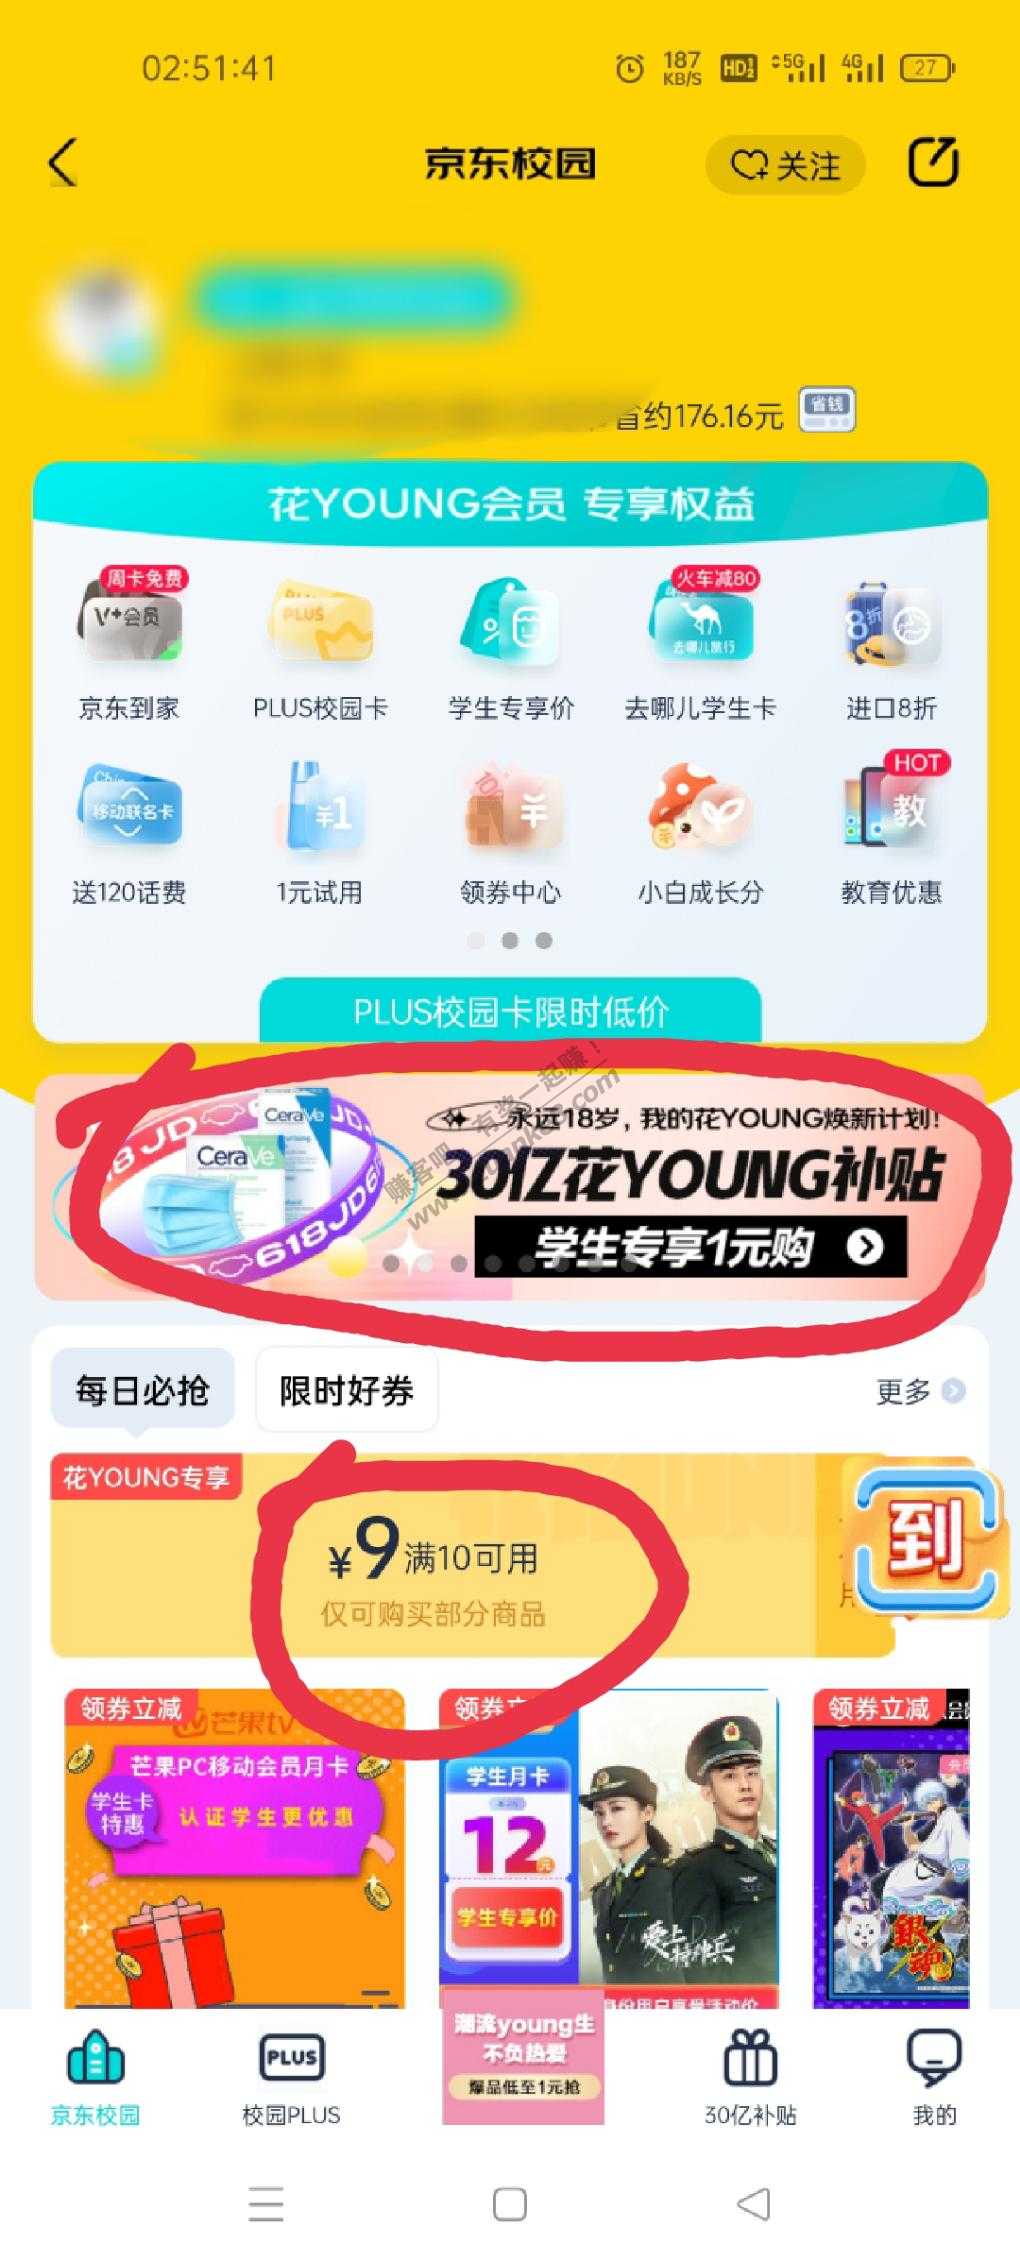 02:51:41
187
KB/S
HD
5G
4G
27
京东校园
关注
省约176.16元
省钱
花YOUNG会员 专享权益
周卡免费
V+会员
京东到家
PLUS
PLUS校园卡
学生专享价
火车减80
去哪儿旅行
去哪儿学生卡
8折
进口8折
移动联名卡
送120话费
¥1
1元试用
¥
领券中心
小白成长分
HOT
教
教育优惠
PLUS校园卡限时低价
CeraVe
CeraVe
618JD
永远18岁，我的花YOUNG焕新计划!
30亿花YOUNG补贴
学生专享1元购
赚客吧，有奖一起赚！
每日必抢
限时好券
更多
花YOUNG专享
¥9满10可用
仅可购买部分商品
到
领券立减
芒果tv
芒果PC移动会员月卡
学生卡
特惠
认证学生更优惠
领券立
学生月卡
12元
学生专享价
爱上特种兵
身份用户享受活动价
领券立减
银魂
潮流young生
不负热爱
爆品低至1元抢
京东校园
PLUS
校园PLUS
30亿补贴
我的